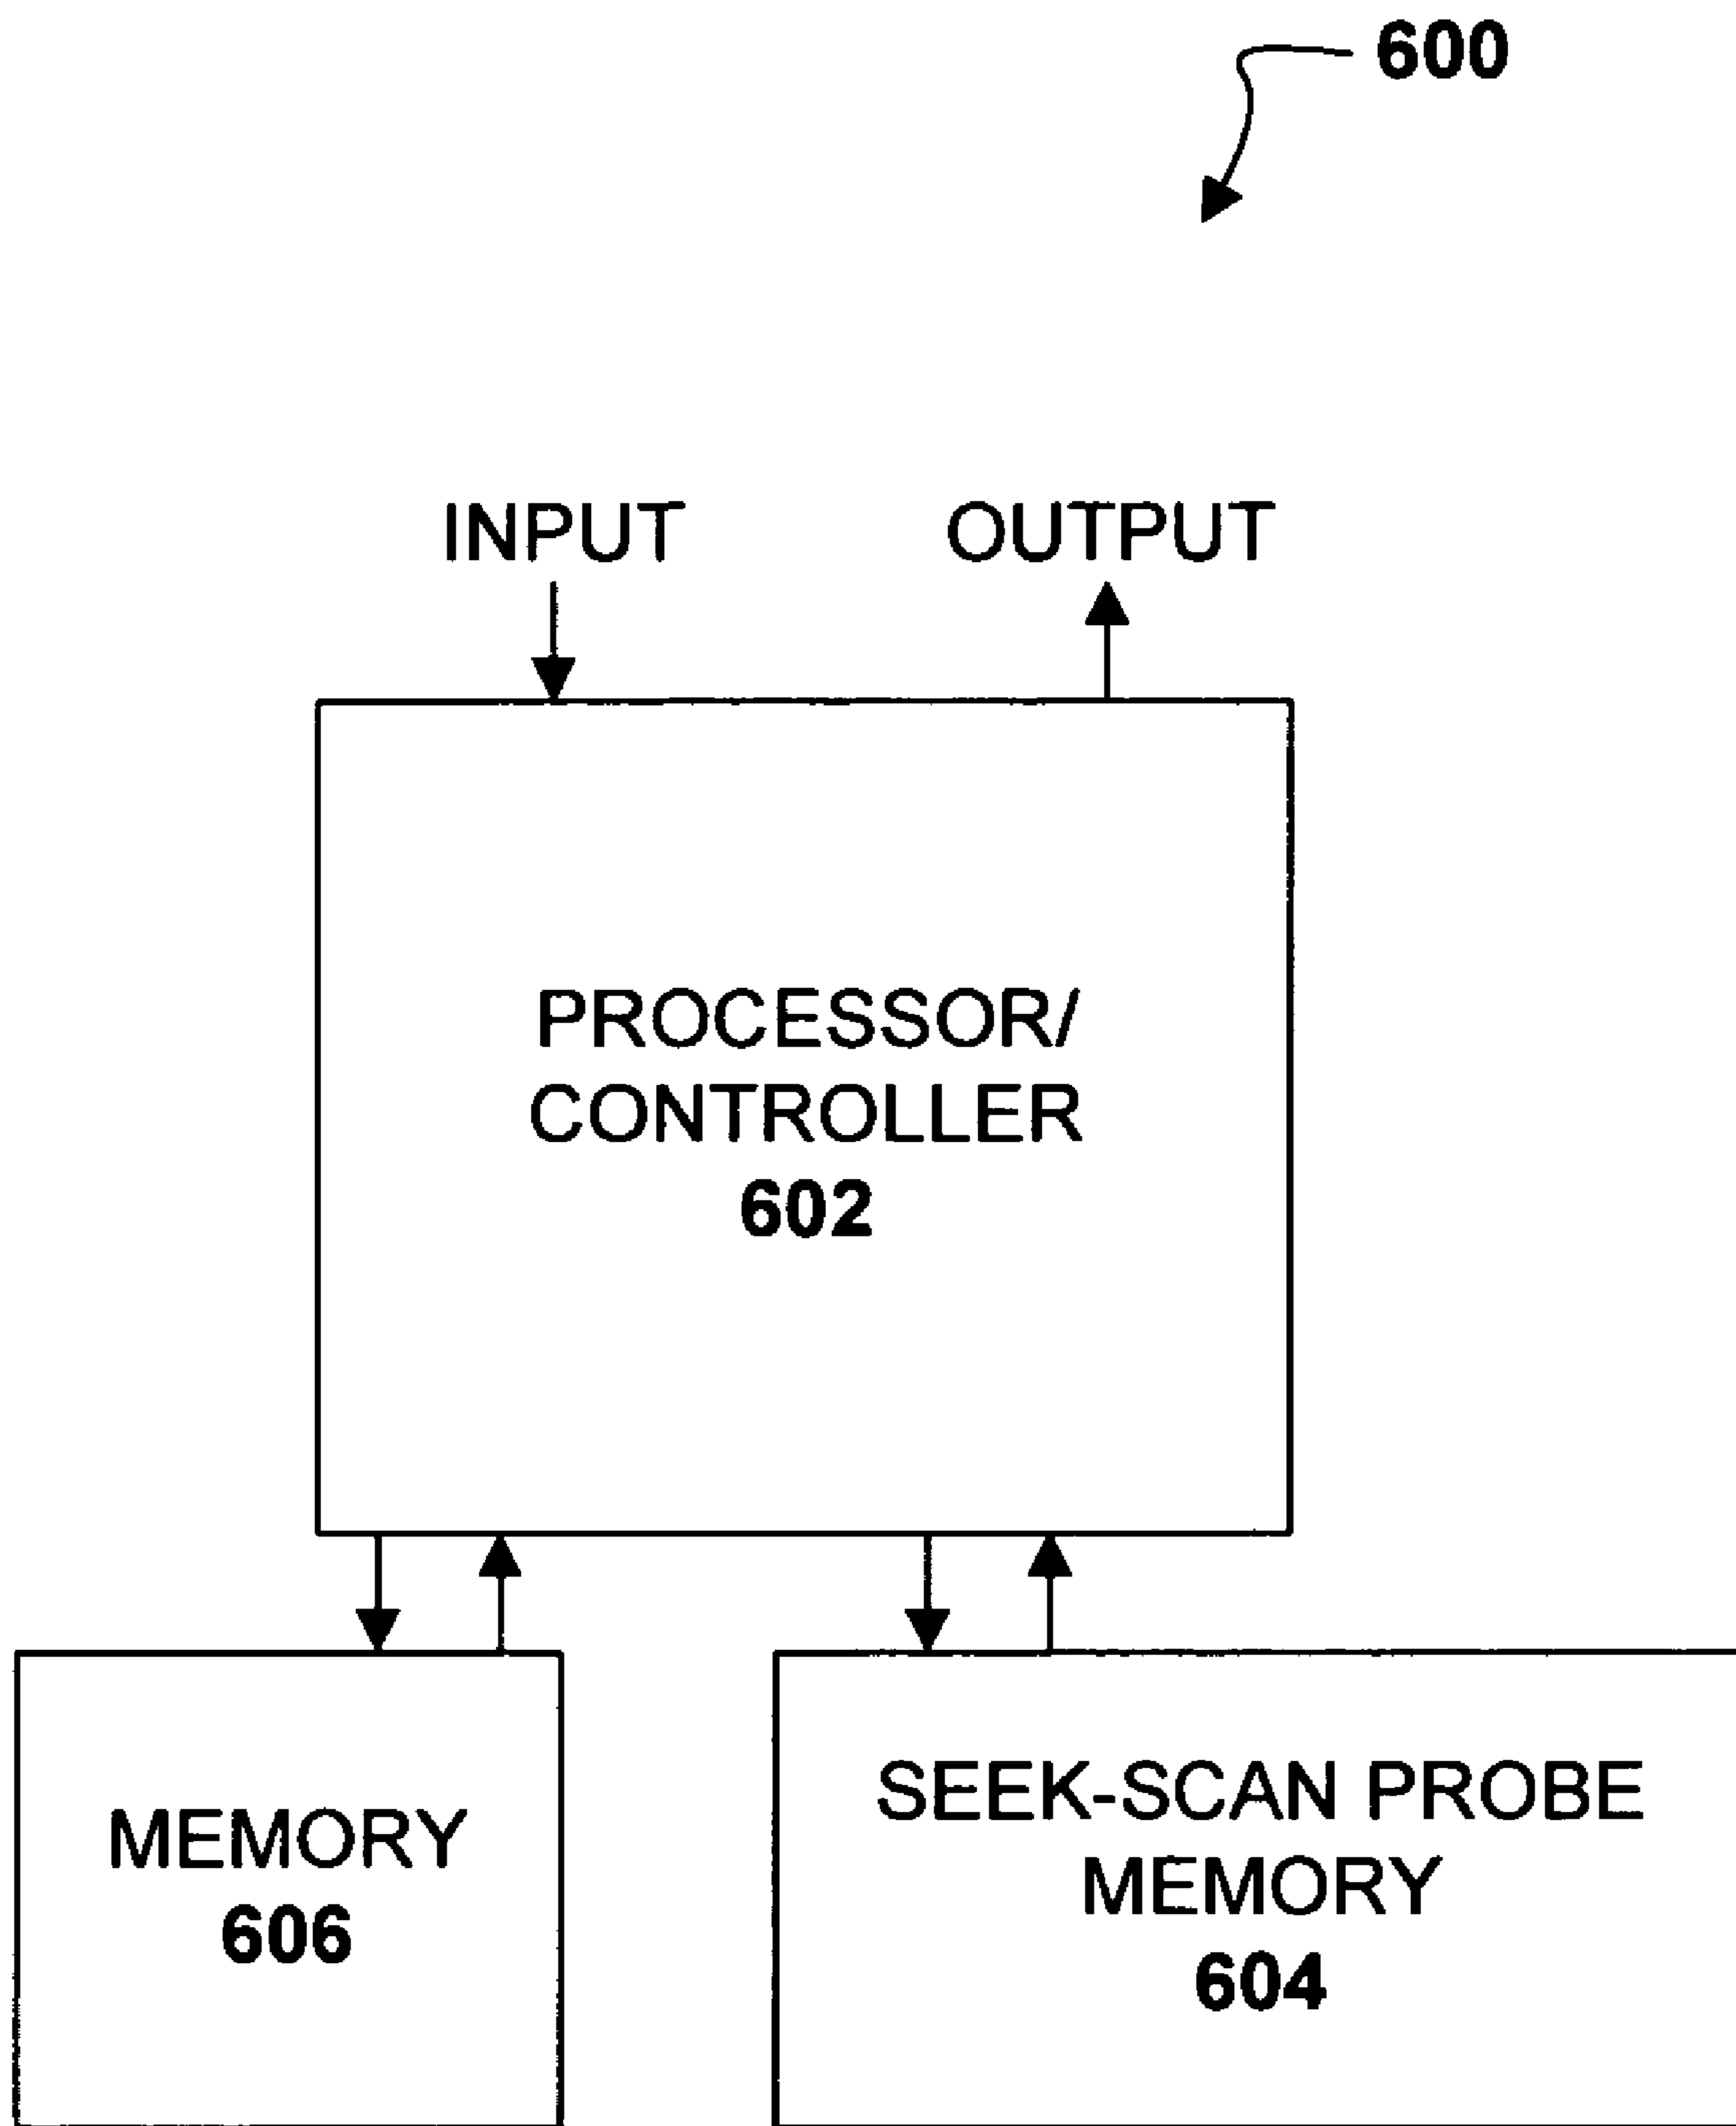 600
INPUT
OUTPUT
PROCESSOR/
CONTROLLER
602
MEMORY
606
SEEK-SCAN PROBE
MEMORY
604